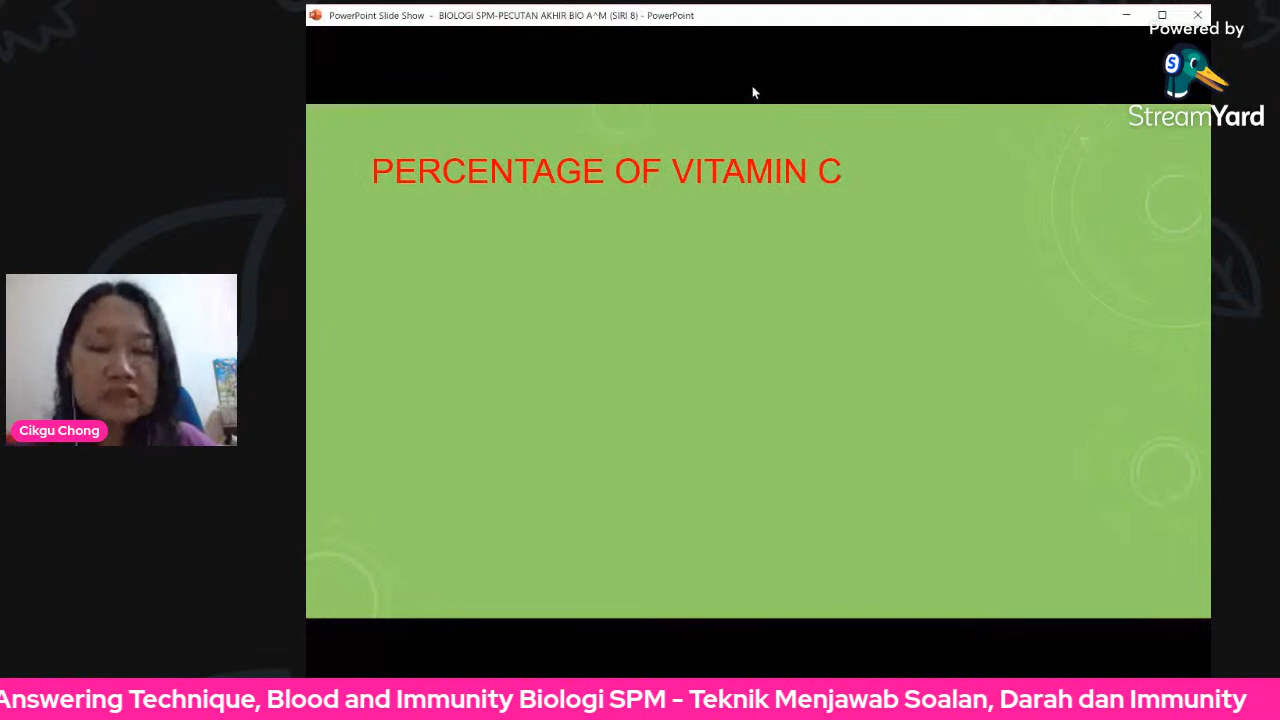 PowerPoint Slide Show - BIOLOGI SPM-PECUTAN AKHIR BIO A^M (SIRI 8) - PowerPoint
Powered by
S
StreamYard
PERCENTAGE OF VITAMIN C
Cikgu Chong
Answering Technique, Blood and Immunity Biologi SPM - Teknik Menjawab Soalan, Darah dan Immunity